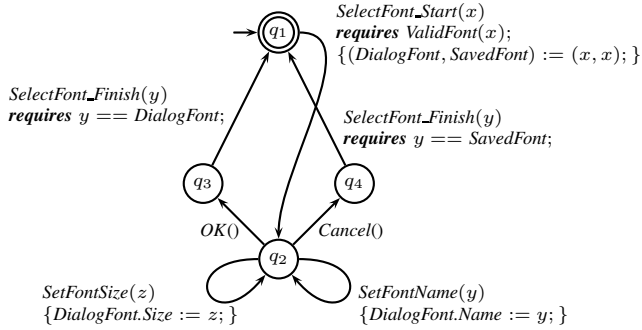 SelectFont_Start(x)
requires ValidFont(x);
{(DialogFont, SavedFont) := (x, x); }
q1
SelectFont_Finish(y)
requires y == DialogFont;
SelectFont_Finish(y)
requires y == SavedFont;
q3
q4
OK()
Cancel()
q2
SetFontSize(z)
{DialogFont.Size := z; }
SetFontName(y)
{DialogFont.Name := y; }